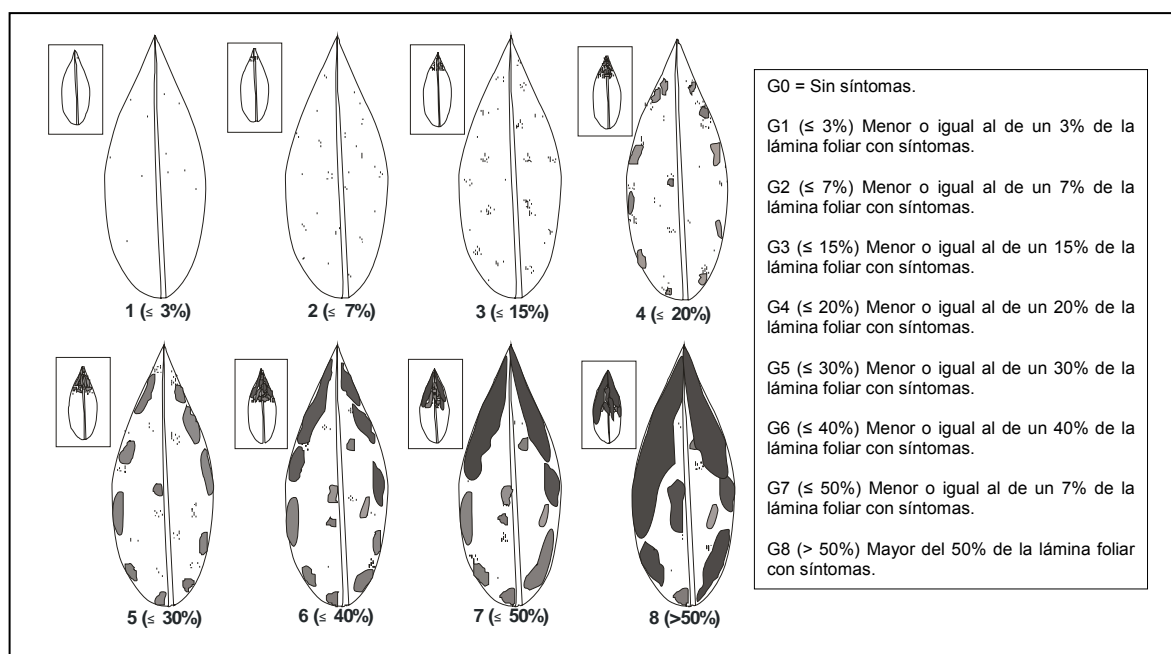 1 (≤ 3%)
2 (≤ 7%)
3 (≤ 15%)
4 (≤ 20%)
5 (≤ 30%)
6 (≤ 40%)
7 (≤ 50%)
8 (>50%)
G0 = Sin síntomas.
G1 (≤ 3%) Menor o igual al de un 3% de la
lámina foliar con síntomas.
G2 (≤ 7%) Menor o igual al de un 7% de la
lámina foliar con síntomas.
G3 (≤ 15%) Menor o igual al de un 15% de la
lámina foliar con síntomas.
G4 (≤ 20%) Menor o igual al de un 20% de la
lámina foliar con síntomas.
G5 (≤ 30%) Menor o igual al de un 30% de la
lámina foliar con síntomas.
G6 (≤ 40%) Menor o igual al de un 40% de la
lámina foliar con síntomas.
G7 (≤ 50%) Menor o igual al de un 7% de la
lámina foliar con síntomas.
G8 (> 50%) Mayor del 50% de la lámina foliar
con síntomas.